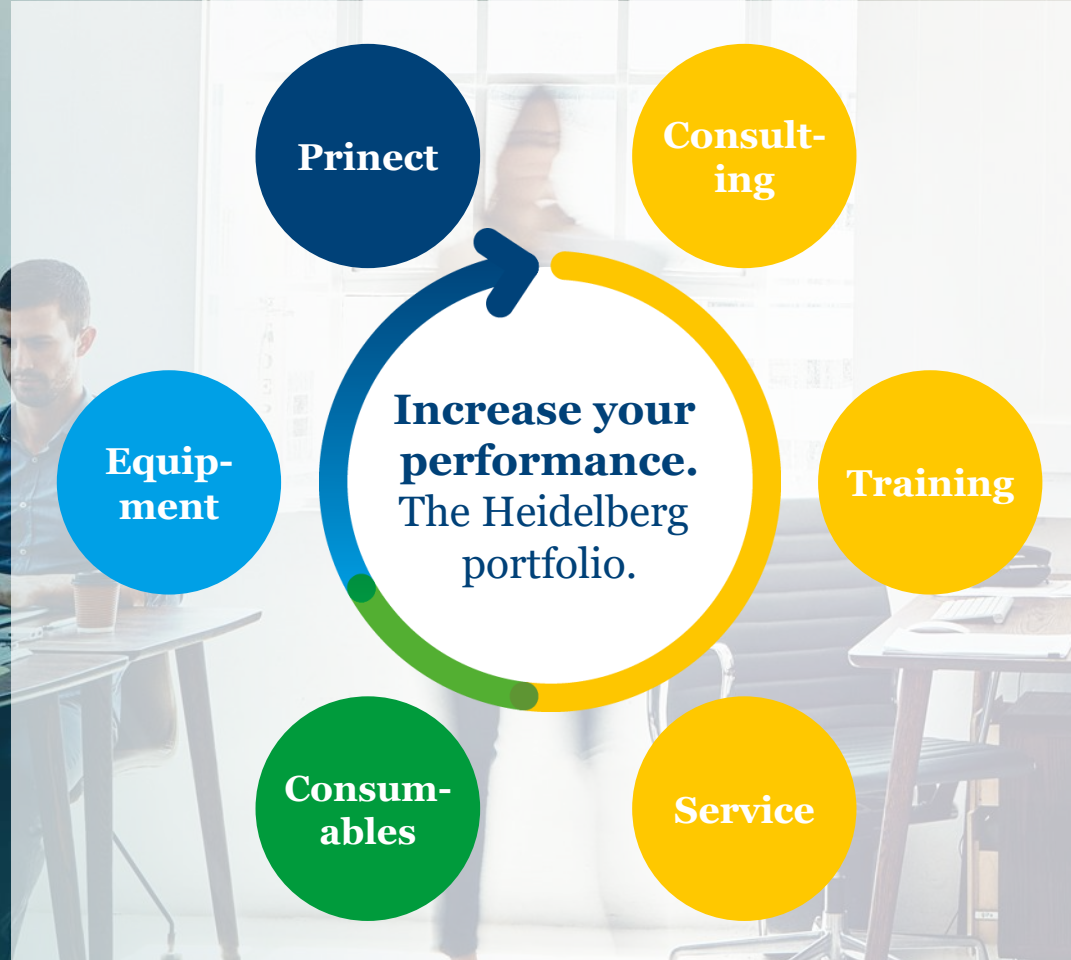 Prinect
Consult-
ing
Equip-
ment
Increase your
performance.
The Heidelberg
portfolio.
Training
Consum-
ables
Service